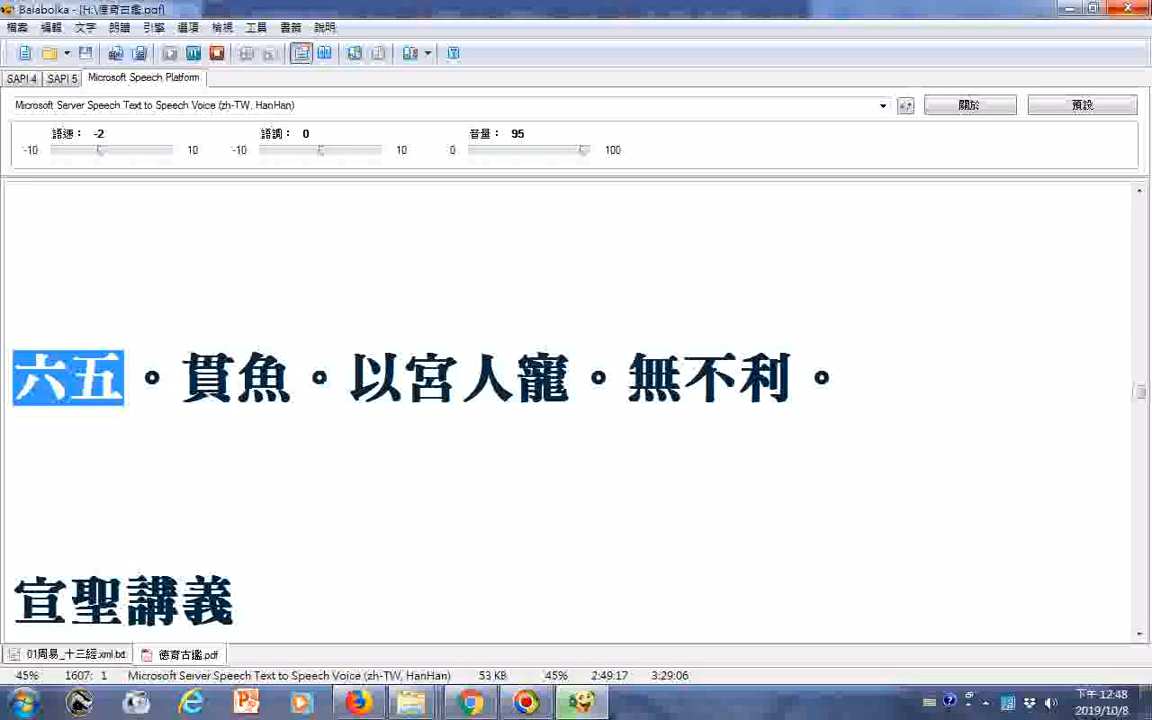 Balabolka - [H:\德育古鑑.pdf]
檔案 編輯 文字 朗讀 引擎 選項 檢視 工具 書籤 說明
SAPI 4 SAPI 5 Microsoft Speech Platform
Microsoft Server Speech Text to Speech Voice (zh-TW, HanHan) 關於 預設
語速： -2 語調： 0 音量： 95
-10 10 -10 10 0 100
六五。貫魚。以宮人寵。無不利。
宣聖講義
01周易_十三經.xml.txt 德育古鑑.pdf
45% 1607: 1 Microsoft Server Speech Text to Speech Voice (zh-TW, HanHan) 53 KB 45% 2:49:17 3:29:06
下午 12:48
2019/10/8